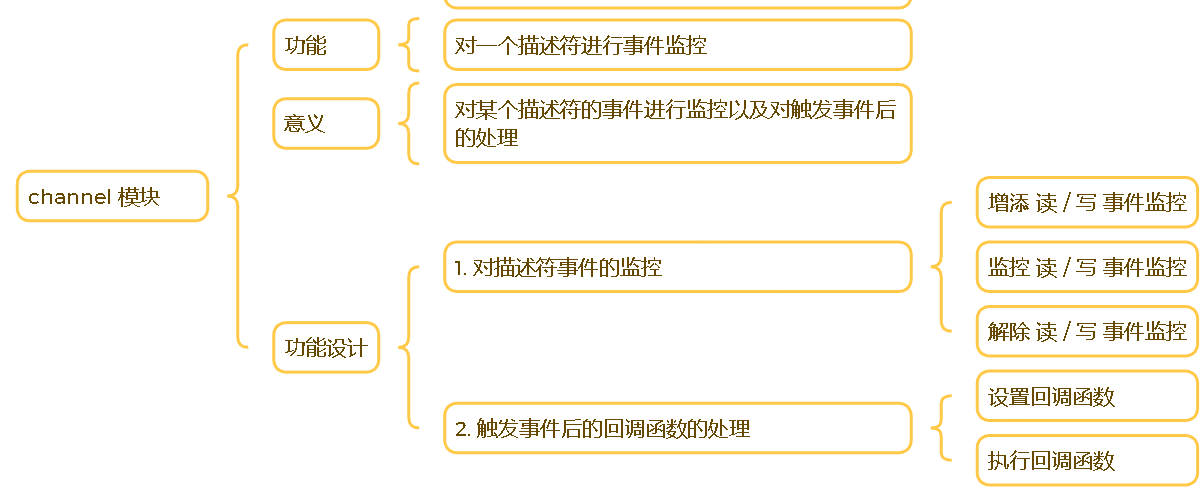 channel 模块
功能
对一个描述符进行事件监控
意义
对某个描述符的事件进行监控以及对触发事件后
的处理
功能设计
1. 对描述符事件的监控
增添 读 / 写 事件监控
监控 读 / 写 事件监控
解除 读 / 写 事件监控
2. 触发事件后的回调函数的处理
设置回调函数
执行回调函数